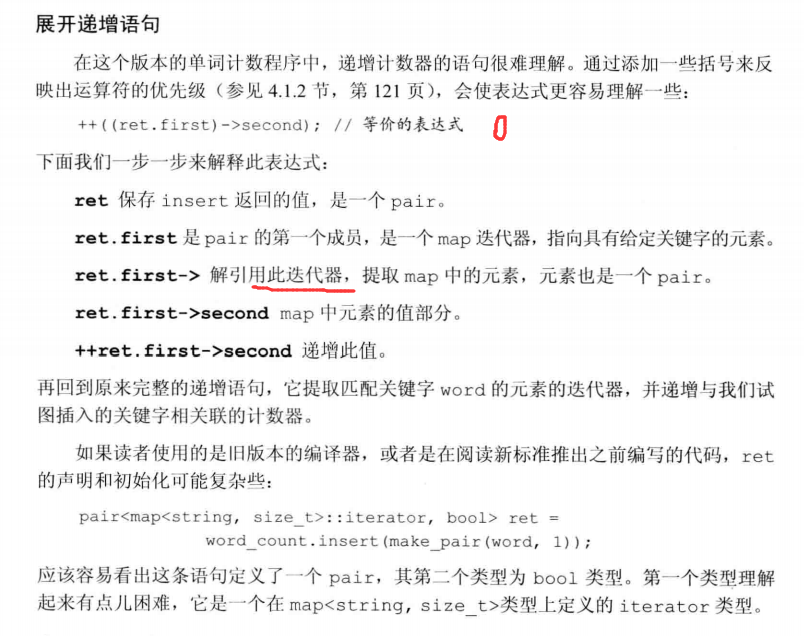 展开递增语句
在这个版本的单词计数程序中，递增计数器的语句很难理解。通过添加一些括号来反
映出运算符的优先级（参见 4.1.2 节，第 121 页），会使表达式更容易理解一些：
++((ret.first)->second); // 等价的表达式
下面我们一步一步来解释此表达式：
ret 保存 insert 返回的值，是一个 pair。
ret.first 是 pair 的第一个成员，是一个 map 迭代器，指向具有给定关键字的元素。
ret.first-> 解引用此迭代器，提取 map 中的元素，元素也是一个 pair。
ret.first->second map 中元素的值部分。
++ret.first->second 递增此值。
再回到原来完整的递增语句，它提取匹配关键字 word 的元素的迭代器，并递增与我们试
图插入的关键字相关联的计数器。
如果读者使用的是旧版本的编译器，或者是在阅读新标准推出之前编写的代码，ret
的声明和初始化可能复杂些：
pair<map<string, size_t>::iterator, bool> ret =
word_count.insert(make_pair(word, 1));
应该容易看出这条语句定义了一个 pair，其第二个类型为 bool 类型。第一个类型理解
起来有点儿困难，它是一个在 map<string, size_t>类型上定义的 iterator 类型。